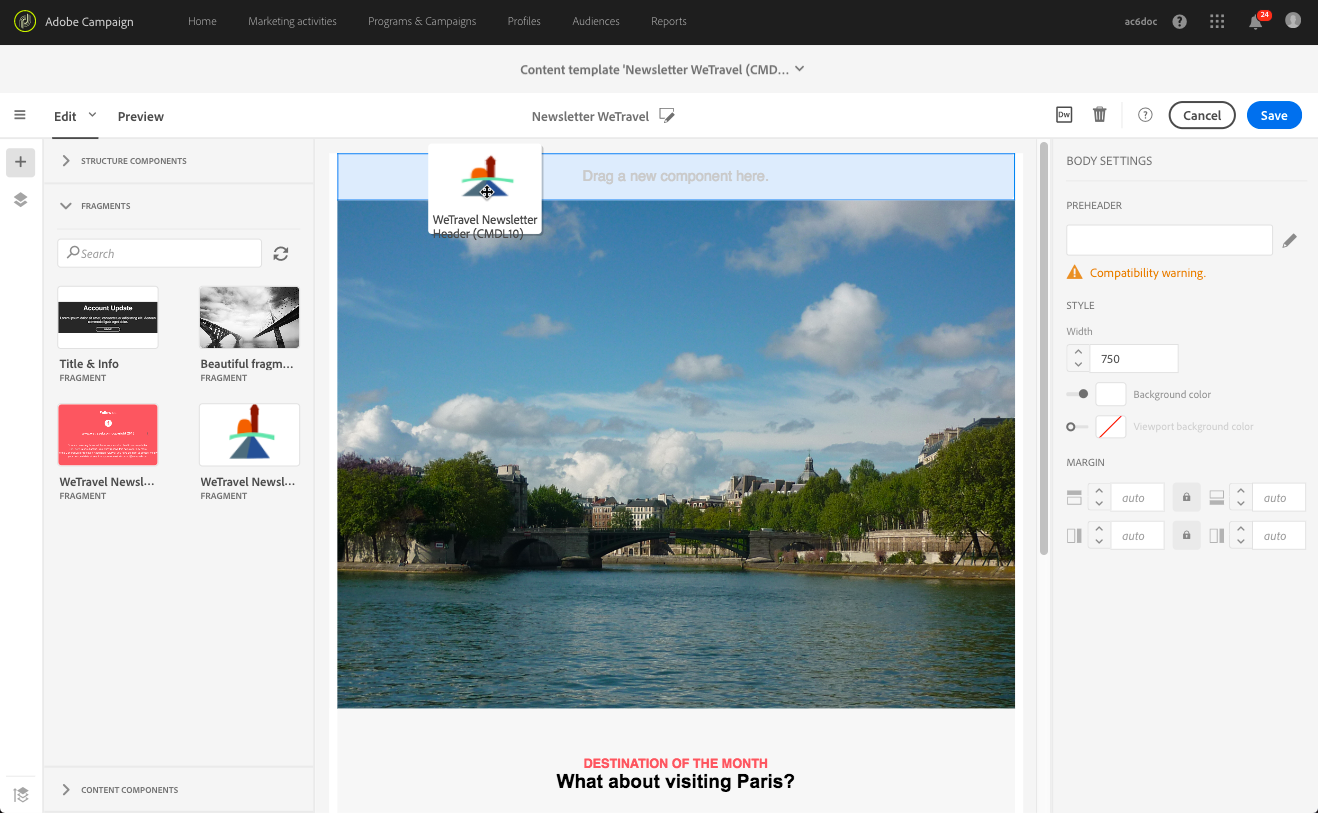 Adobe Campaign
Home
Marketing activities
Programs & Campaigns
Profiles
Audiences
Reports
ac6doc
24
Content template 'Newsletter WeTravel (CMD...
Edit
Preview
Newsletter WeTravel
Dw
Cancel
Save
STRUCTURE COMPONENTS
FRAGMENTS
Search
Account Update
Title & Info
FRAGMENT
Beautiful fragm...
FRAGMENT
WeTravel Newsl...
FRAGMENT
WeTravel Newsl...
FRAGMENT
CONTENT COMPONENTS
Drag a new component here.
WeTravel Newsletter
Header (CMDL10)
DESTINATION OF THE MONTH
What about visiting Paris?
BODY SETTINGS
PREHEADER
Compatibility warning.
STYLE
Width
750
Background color
Viewport background color
MARGIN
auto
auto
auto
auto